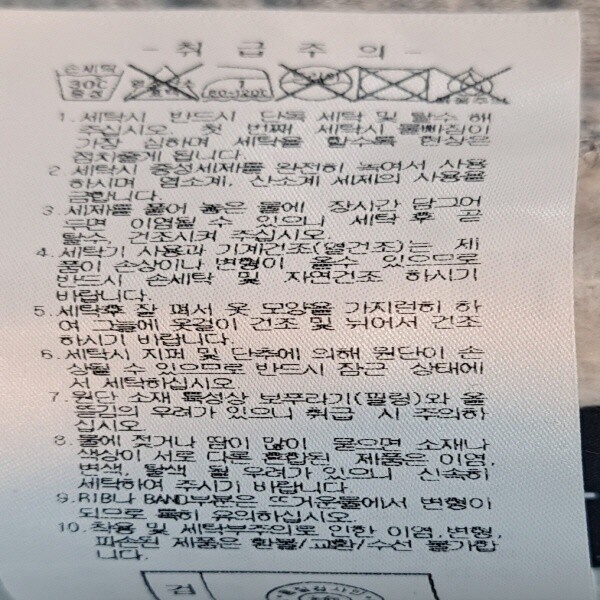 - 취 급 주 의 -
손세탁
30℃
중성
1. 세탁시 반드시 단독 세탁 및 탈수 해
주십시오. 첫 번째 세탁시 물빠짐이
가장 심하며 세탁을 할수록 현상은
점차줄게 됩니다.
2. 세탁시 중성세제를 완전히 녹여서 사용
하시며 염소계, 산소계 세제의 사용을
금합니다.
3. 세제를 풀어 놓은 물에 장시간 담그어
두면 이염될 수 있으니 세탁 후 곧
탈수, 건조시켜 주십시오.
4. 세탁기 사용과 기계건조(열건조)는 제
품이 손상이나 변형이 올수 있으므로
반드시 손세탁 및 자연건조 하시기
바랍니다.
5. 세탁후 잘 펴서 옷 모양을 가지런히 하
여 그늘에 옷걸이 건조 및 뉘어서 건조
하시기 바랍니다.
6. 세탁시 지퍼 및 단추에 의해 원단이 손
상될 수 있으므로 반드시 잠근 상태에
서 세탁하십시오.
7. 원단 소재 특성상 보푸라기(필링)와 올
뜯김의 우려가 있으니 취급 시 주의하
십시오.
8. 물에 젖거나 땀이 많이 묻으면 소재나
색상이 서로 다른 혼합된 제품은 이염,
변색, 탈색 될 우려가 있으니 신속히
세탁하여 주시기 바랍니다.
9. RIB나 BAND부분은 뜨거운물에서 변형이
되므로 특히 유의하십시오.
10. 착용 및 세탁부주의로 인한 이염,변형,
파손된 제품은 환불/교환/수선 불가합
니다.
검